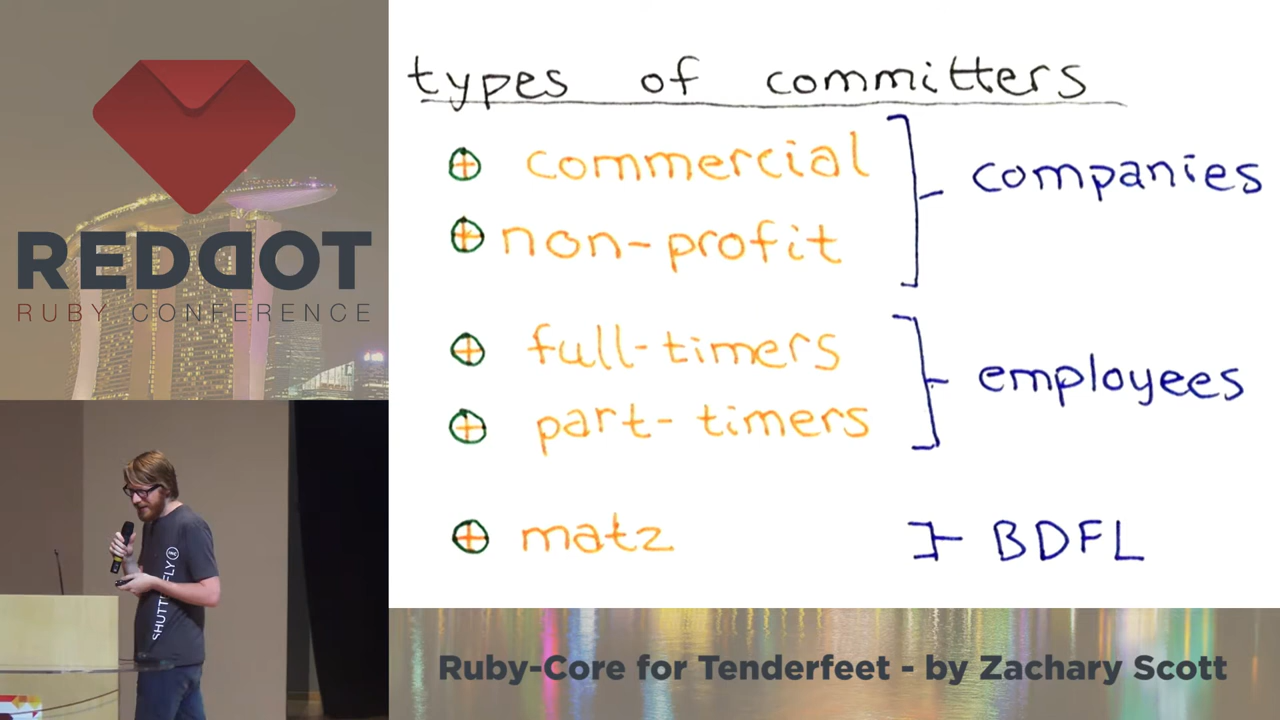 REDDOT
RUBY CONFERENCE
types of committers
commercial
non-profit
companies
full-timers
part-timers
employees
matz
BDFL
SHUTTERFLY
Ruby-Core for Tenderfeet - by Zachary Scott